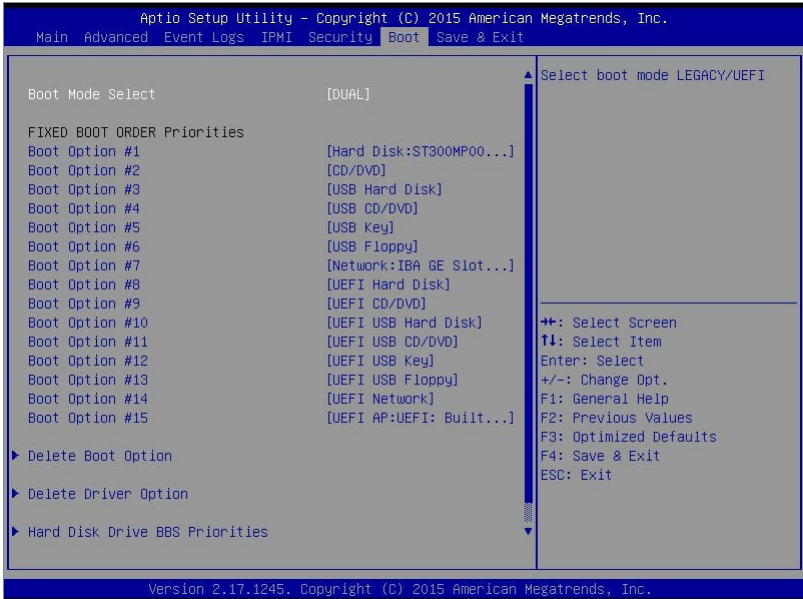 Aptio Setup Utility – Copyright (C) 2015 American Megatrends, Inc.
Main Advanced Event Logs IPMI Security Boot Save & Exit
Boot Mode Select [DUAL]
FIXED BOOT ORDER Priorities
Boot Option #1 [Hard Disk:ST300MP00...]
Boot Option #2 [CD/DVD]
Boot Option #3 [USB Hard Disk]
Boot Option #4 [USB CD/DVD]
Boot Option #5 [USB Key]
Boot Option #6 [USB Floppy]
Boot Option #7 [Network:IBA GE Slot...]
Boot Option #8 [UEFI Hard Disk]
Boot Option #9 [UEFI CD/DVD]
Boot Option #10 [UEFI USB Hard Disk]
Boot Option #11 [UEFI USB CD/DVD]
Boot Option #12 [UEFI USB Key]
Boot Option #13 [UEFI USB Floppy]
Boot Option #14 [UEFI Network]
Boot Option #15 [UEFI AP:UEFI: Built...]
Delete Boot Option
Delete Driver Option
Hard Disk Drive BBS Priorities
Select boot mode LEGACY/UEFI
→←: Select Screen
↑↓: Select Item
Enter: Select
+/-: Change Opt.
F1: General Help
F2: Previous Values
F3: Optimized Defaults
F4: Save & Exit
ESC: Exit
Version 2.17.1245. Copyright (C) 2015 American Megatrends, Inc.